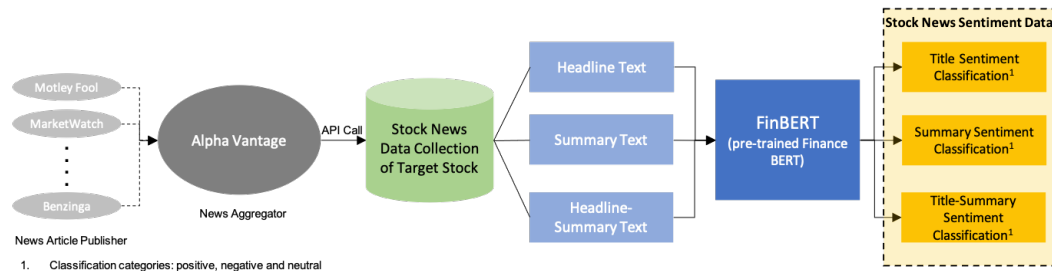 Motley Fool
MarketWatch
Benzinga
News Article Publisher
Alpha Vantage
News Aggregator
API Call
Stock News
Data Collection
of Target Stock
Headline Text
Summary Text
Headline-
Summary Text
FinBERT
(pre-trained Finance
BERT)
Stock News Sentiment Data
Title Sentiment
Classification¹
Summary Sentiment
Classification¹
Title-Summary
Sentiment
Classification¹
1. Classification categories: positive, negative and neutral